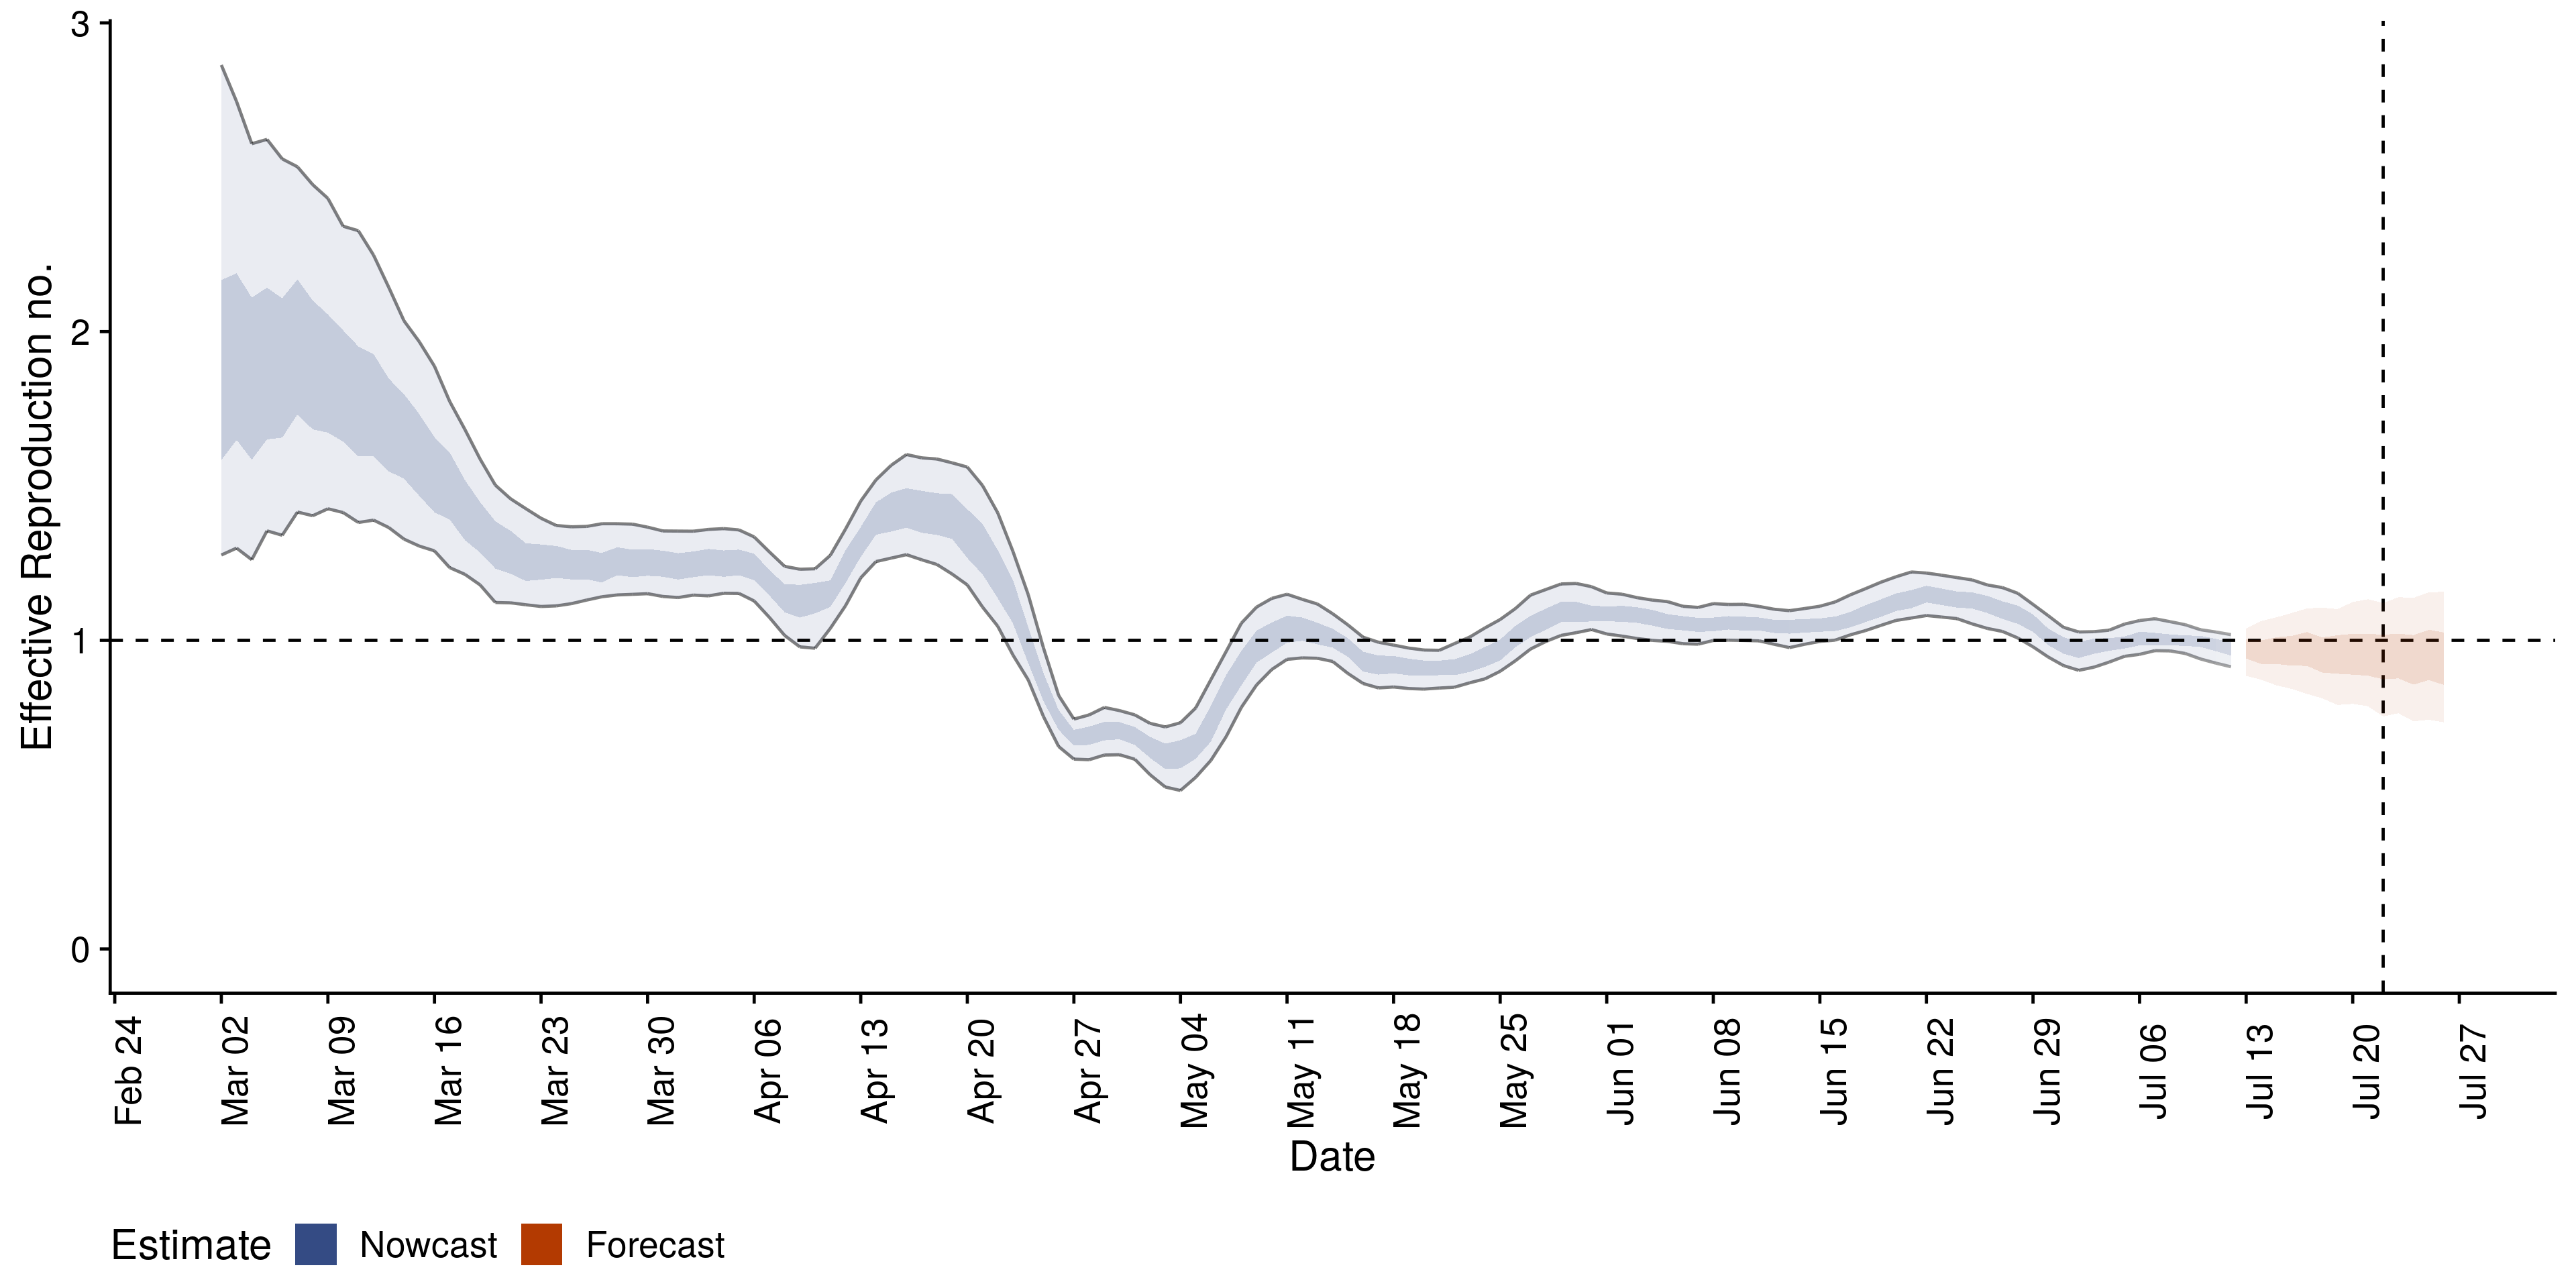 Effective Reproduction no.
3
2
1
0
Feb 24
Mar 02
Mar 09
Mar 16
Mar 23
Mar 30
Apr 06
Apr 13
Apr 20
Apr 27
May 04
May 11
May 18
May 25
Jun 01
Jun 08
Jun 15
Jun 22
Jun 29
Jul 06
Jul 13
Jul 20
Jul 27
Date
Estimate Nowcast Forecast